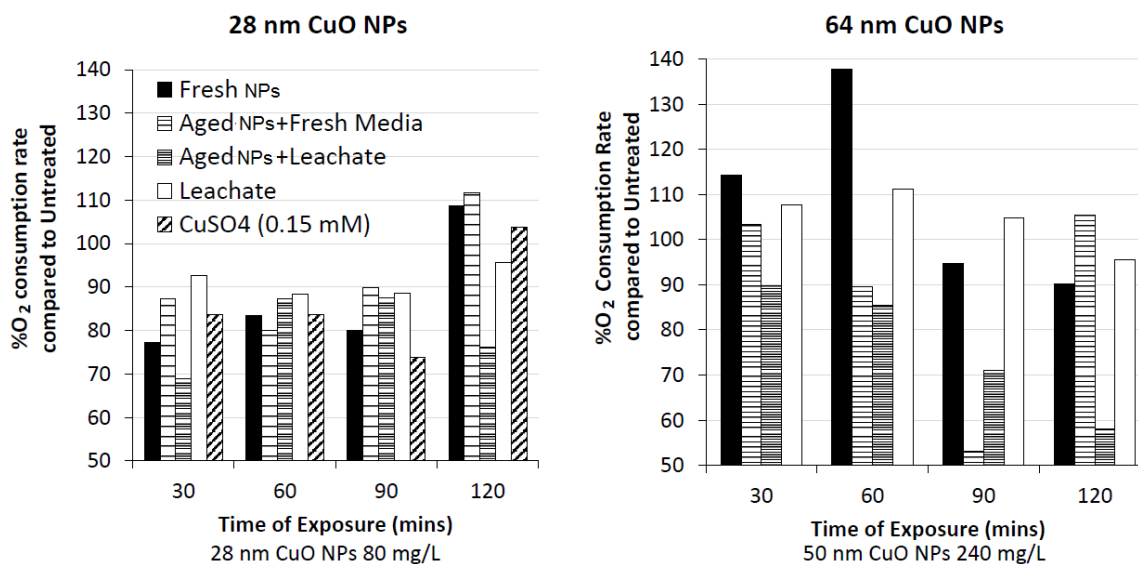 28 nm CuO NPs
%O2 consumption rate
compared to Untreated
140
130
120
110
100
90
80
70
60
50
Fresh NPs
Aged NPs+Fresh Media
Aged NPs+Leachate
Leachate
CuSO4 (0.15 mM)
30 60 90 120
Time of Exposure (mins)
28 nm CuO NPs 80 mg/L
64 nm CuO NPs
%O2 Consumption Rate
compared to Untreated
140
130
120
110
100
90
80
70
60
50
30 60 90 120
Time of Exposure (mins)
50 nm CuO NPs 240 mg/L